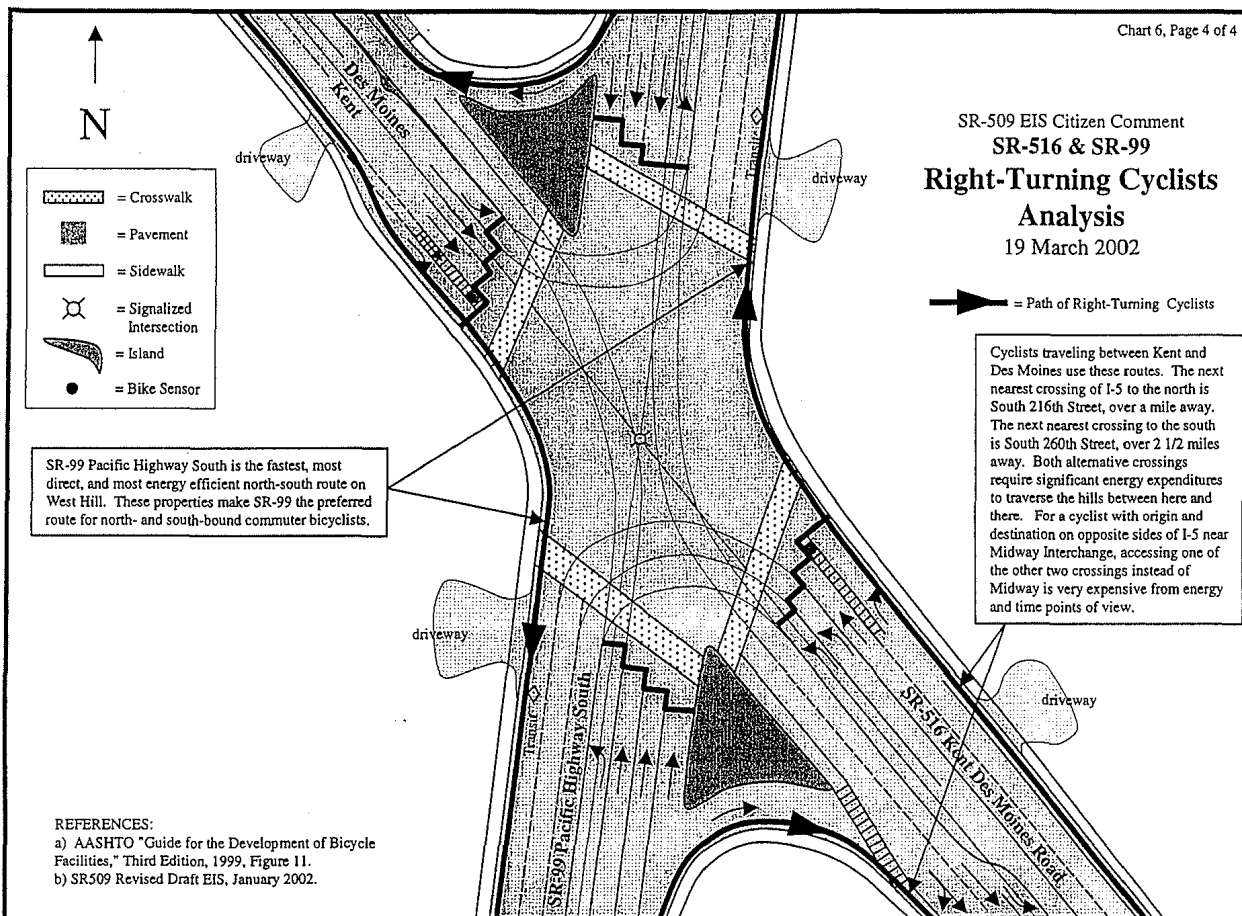 Chart 6, Page 4 of 4
N
SR-509 EIS Citizen Comment
SR-516 & SR-99
Right-Turning Cyclists
Analysis
19 March 2002
= Path of Right-Turning Cyclists
= Crosswalk
= Pavement
= Sidewalk
= Signalized
Intersection
= Island
= Bike Sensor
driveway
Des Moines
Kent
Transit
driveway
Cyclists traveling between Kent and
Des Moines use these routes. The next
nearest crossing of I-5 to the north is
South 216th Street, over a mile away.
The next nearest crossing to the south
is South 260th Street, over 2 1/2 miles
away. Both alternative crossings
require significant energy expenditures
to traverse the hills between here and
there. For a cyclist with origin and
destination on opposite sides of I-5 near
Midway Interchange, accessing one of
the other two crossings instead of
Midway is very expensive from energy
and time points of view.
SR-99 Pacific Highway South is the fastest, most
direct, and most energy efficient north-south route on
West Hill. These properties make SR-99 the preferred
route for north- and south-bound commuter bicyclists.
driveway
Transit
SR-99 Pacific Highway South
SR-516 Kent Des Moines Road
driveway
REFERENCES:
a) AASHTO "Guide for the Development of Bicycle
Facilities," Third Edition, 1999, Figure 11.
b) SR509 Revised Draft EIS, January 2002.